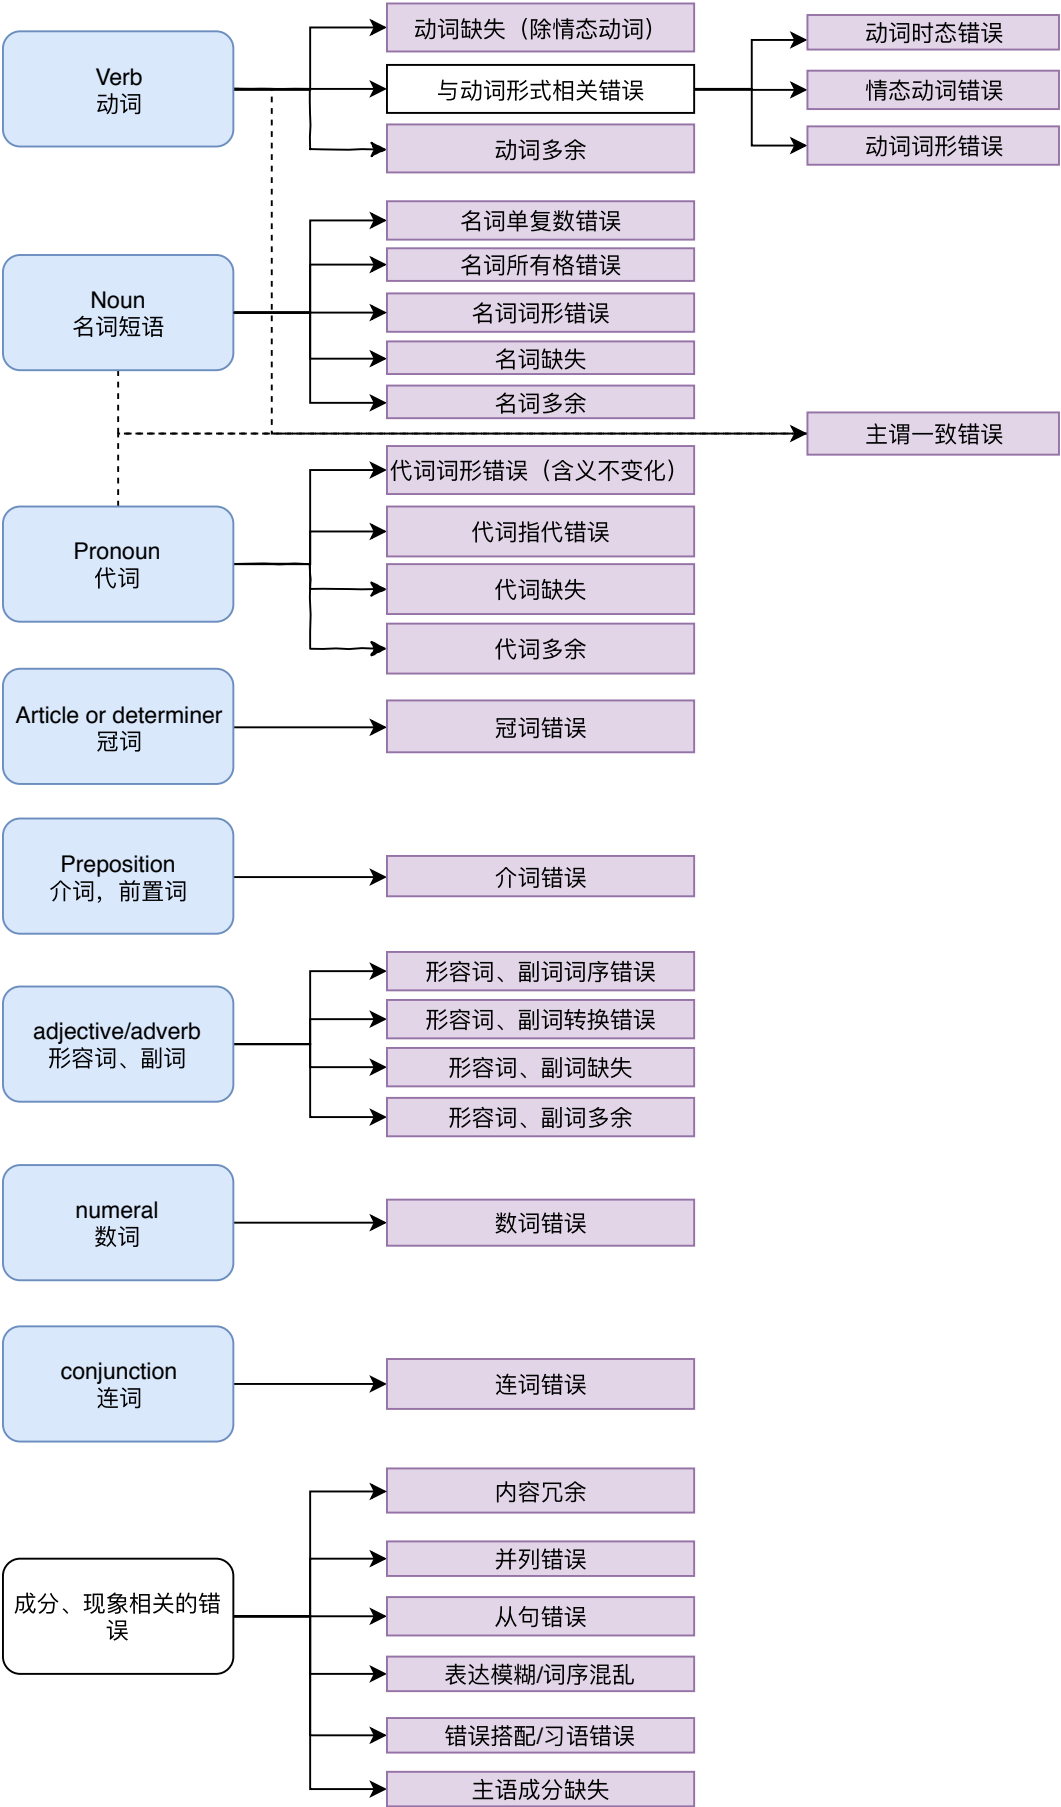 Verb
动词
动词缺失（除情态动词）
与动词形式相关错误
动词多余
动词时态错误
情态动词错误
动词词形错误
Noun
名词短语
名词单复数错误
名词所有格错误
名词词形错误
名词缺失
名词多余
主谓一致错误
Pronoun
代词
代词词形错误（含义不变化）
代词指代错误
代词缺失
代词多余
Article or determiner
冠词
冠词错误
Preposition
介词，前置词
介词错误
adjective/adverb
形容词、副词
形容词、副词词序错误
形容词、副词转换错误
形容词、副词缺失
形容词、副词多余
numeral
数词
数词错误
conjunction
连词
连词错误
成分、现象相关的错
误
内容冗余
并列错误
从句错误
表达模糊/词序混乱
错误搭配/习语错误
主语成分缺失